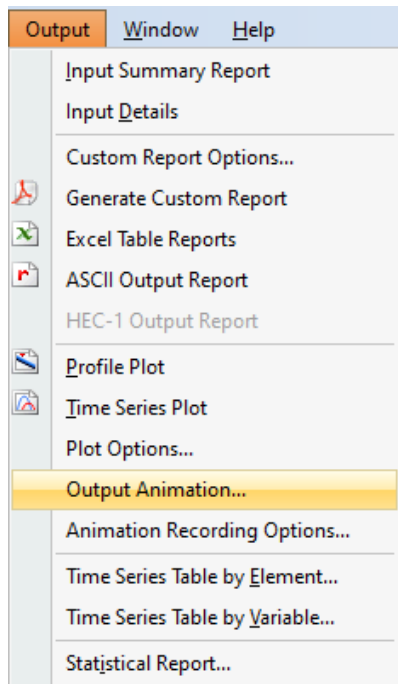 Output Window Help
Input Summary Report
Input Details
Custom Report Options...
Generate Custom Report
Excel Table Reports
ASCII Output Report
HEC-1 Output Report
Profile Plot
Time Series Plot
Plot Options...
Output Animation...
Animation Recording Options...
Time Series Table by Element...
Time Series Table by Variable...
Statistical Report...